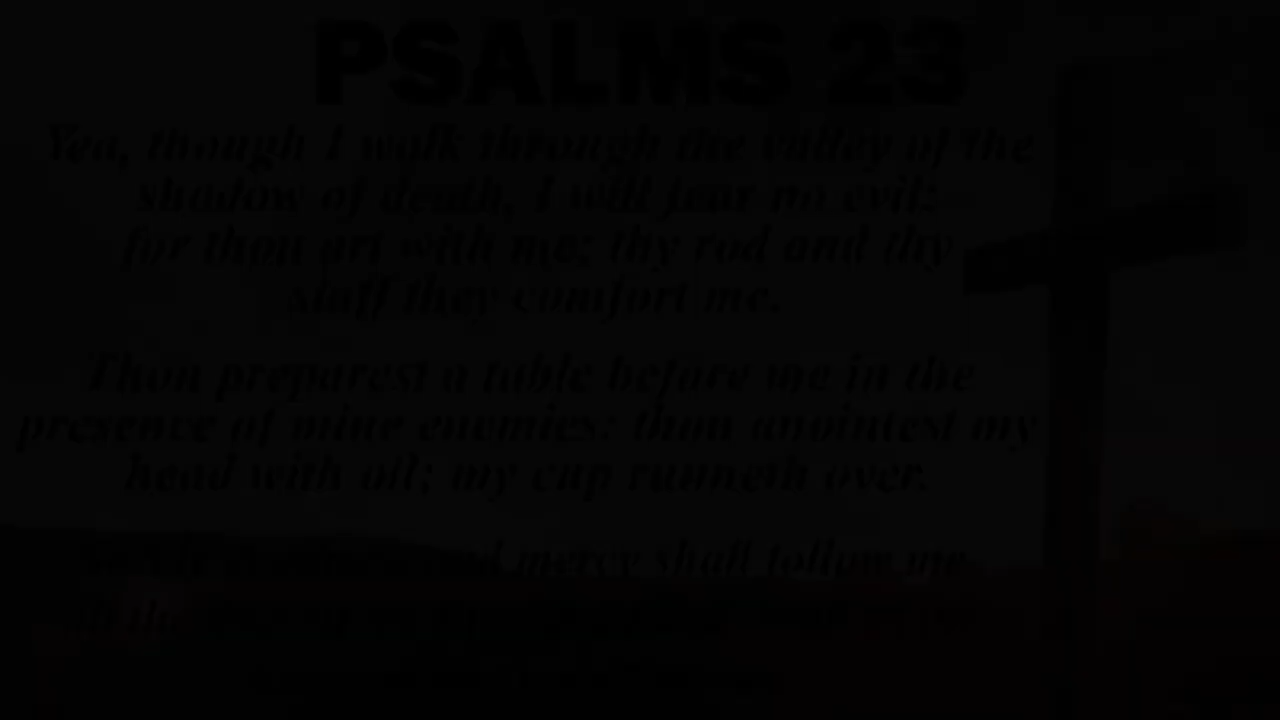 PSALMS 23
Yea, though I walk through the valley of the
shadow of death, I will fear no evil:
for thou art with me; thy rod and thy
staff they comfort me.
Thou preparest a table before me in the
presence of mine enemies: thou anointest my
head with oil; my cup runneth over.
and mercy shall follow me
all the